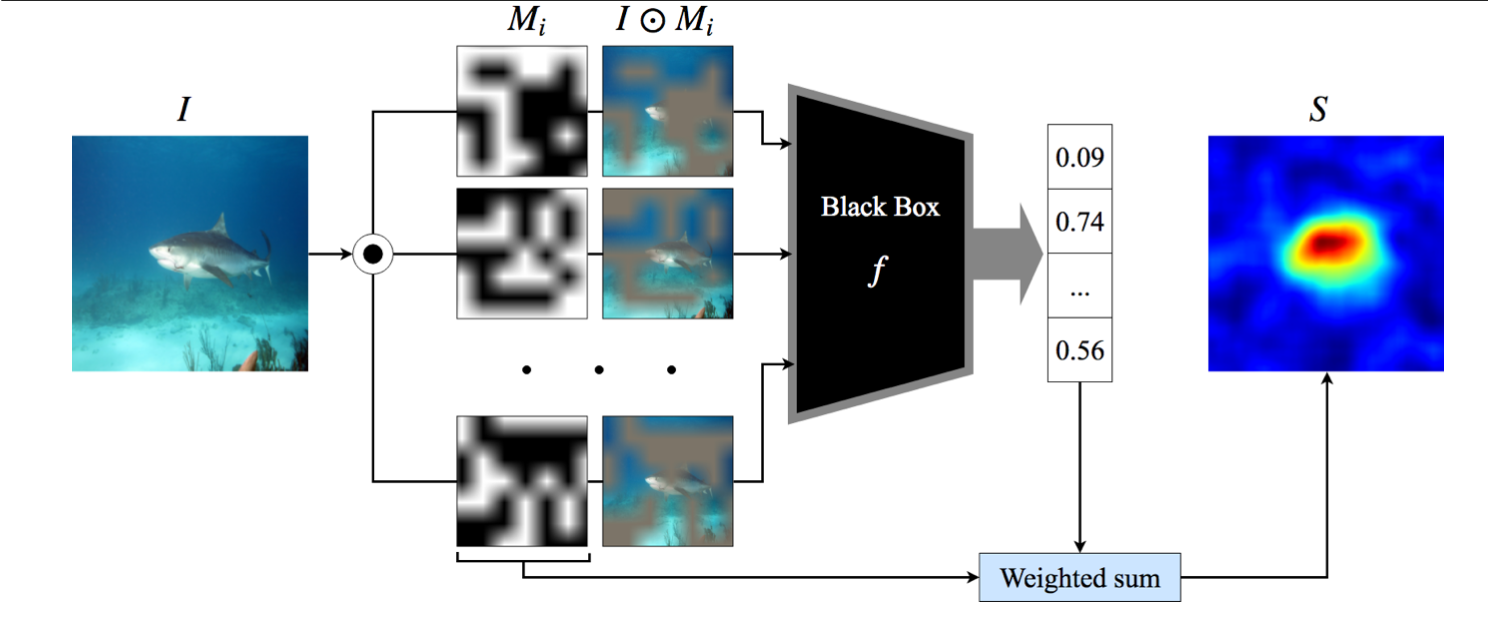 M_i
I ⊙ M_i
I
S
Black Box
f
0.09
0.74
...
0.56
Weighted sum